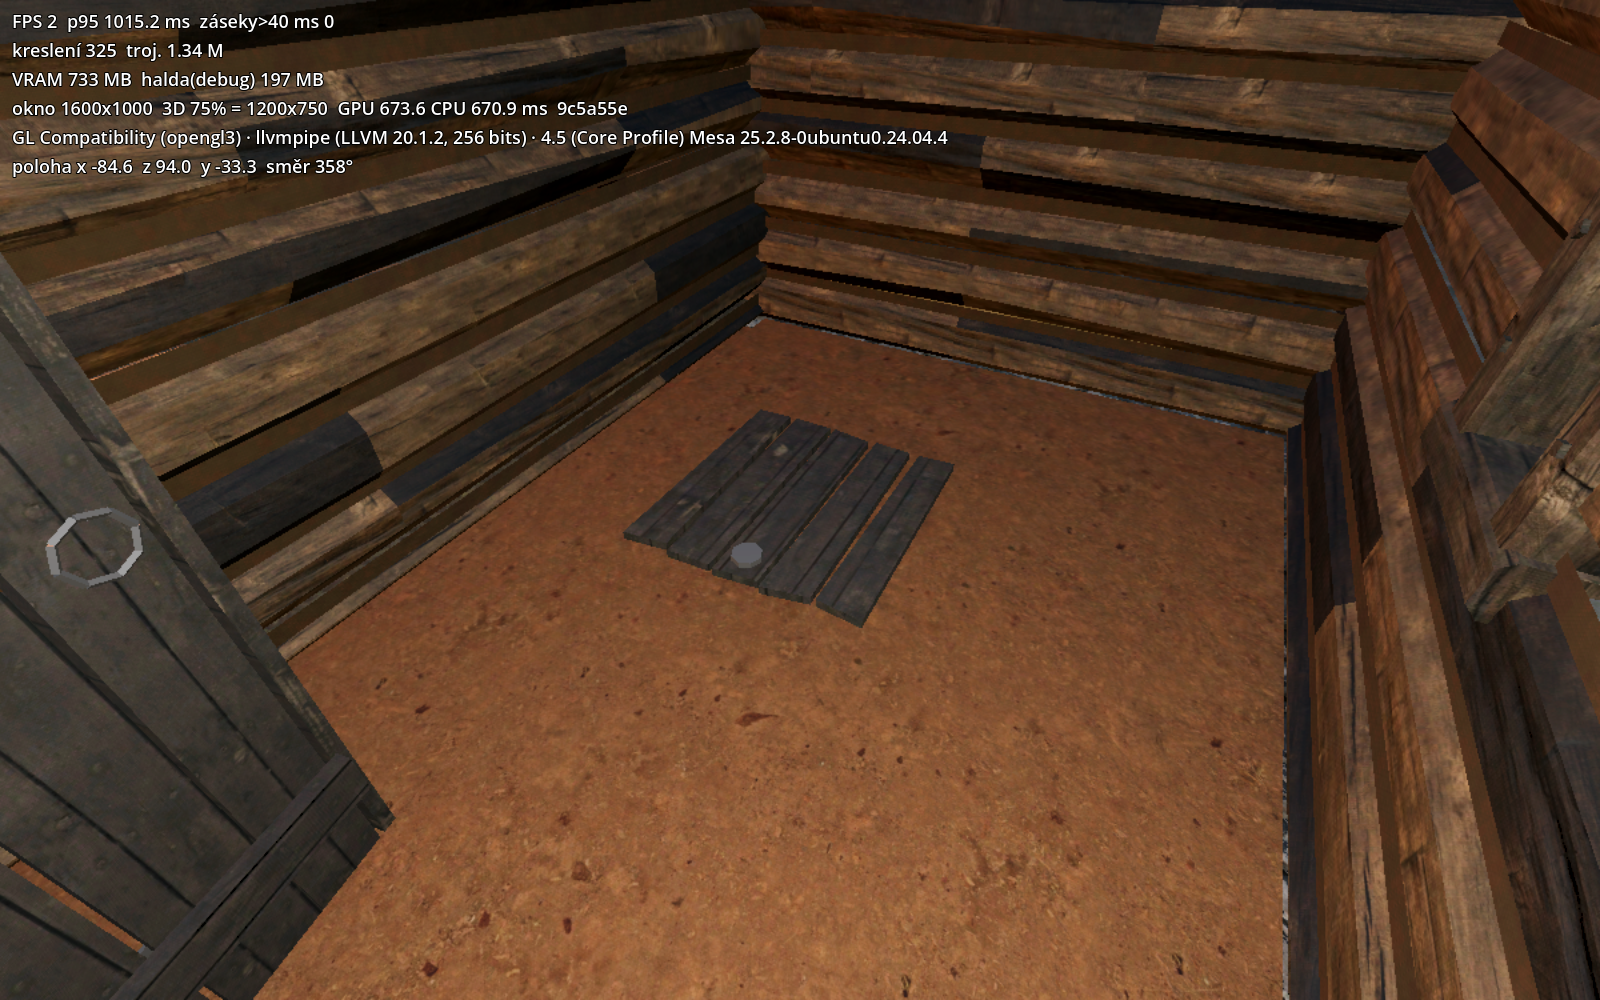 FPS 2  p95 1015.2 ms  záseky>40 ms 0
kreslení 325  troj. 1.34 M
VRAM 733 MB  halda(debug) 197 MB
okno 1600x1000  3D 75% = 1200x750  GPU 673.6 CPU 670.9 ms  9c5a55e
GL Compatibility (opengl3) · llvmpipe (LLVM 20.1.2, 256 bits) · 4.5 (Core Profile) Mesa 25.2.8-0ubuntu0.24.04.4
poloha x -84.6  z 94.0  y -33.3  směr 358°